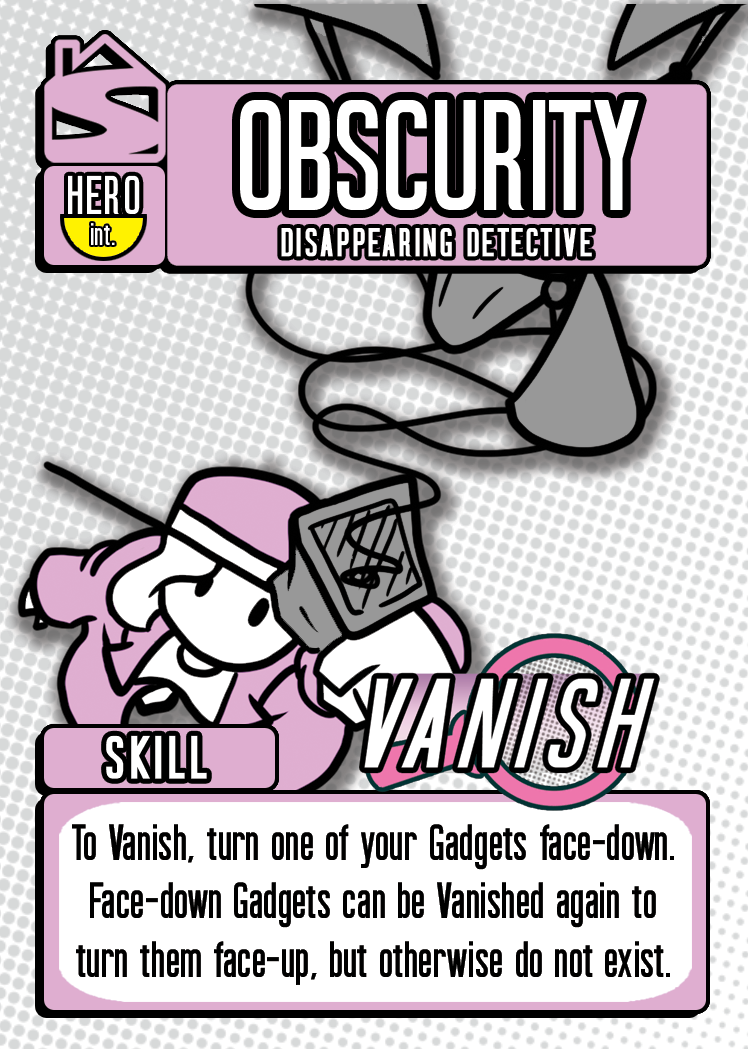 OBSCURITY
DISAPPEARING DETECTIVE
HERO
int.
VANISH
SKILL
To Vanish, turn one of your Gadgets face-down.
Face-down Gadgets can be Vanished again to
turn them face-up, but otherwise do not exist.